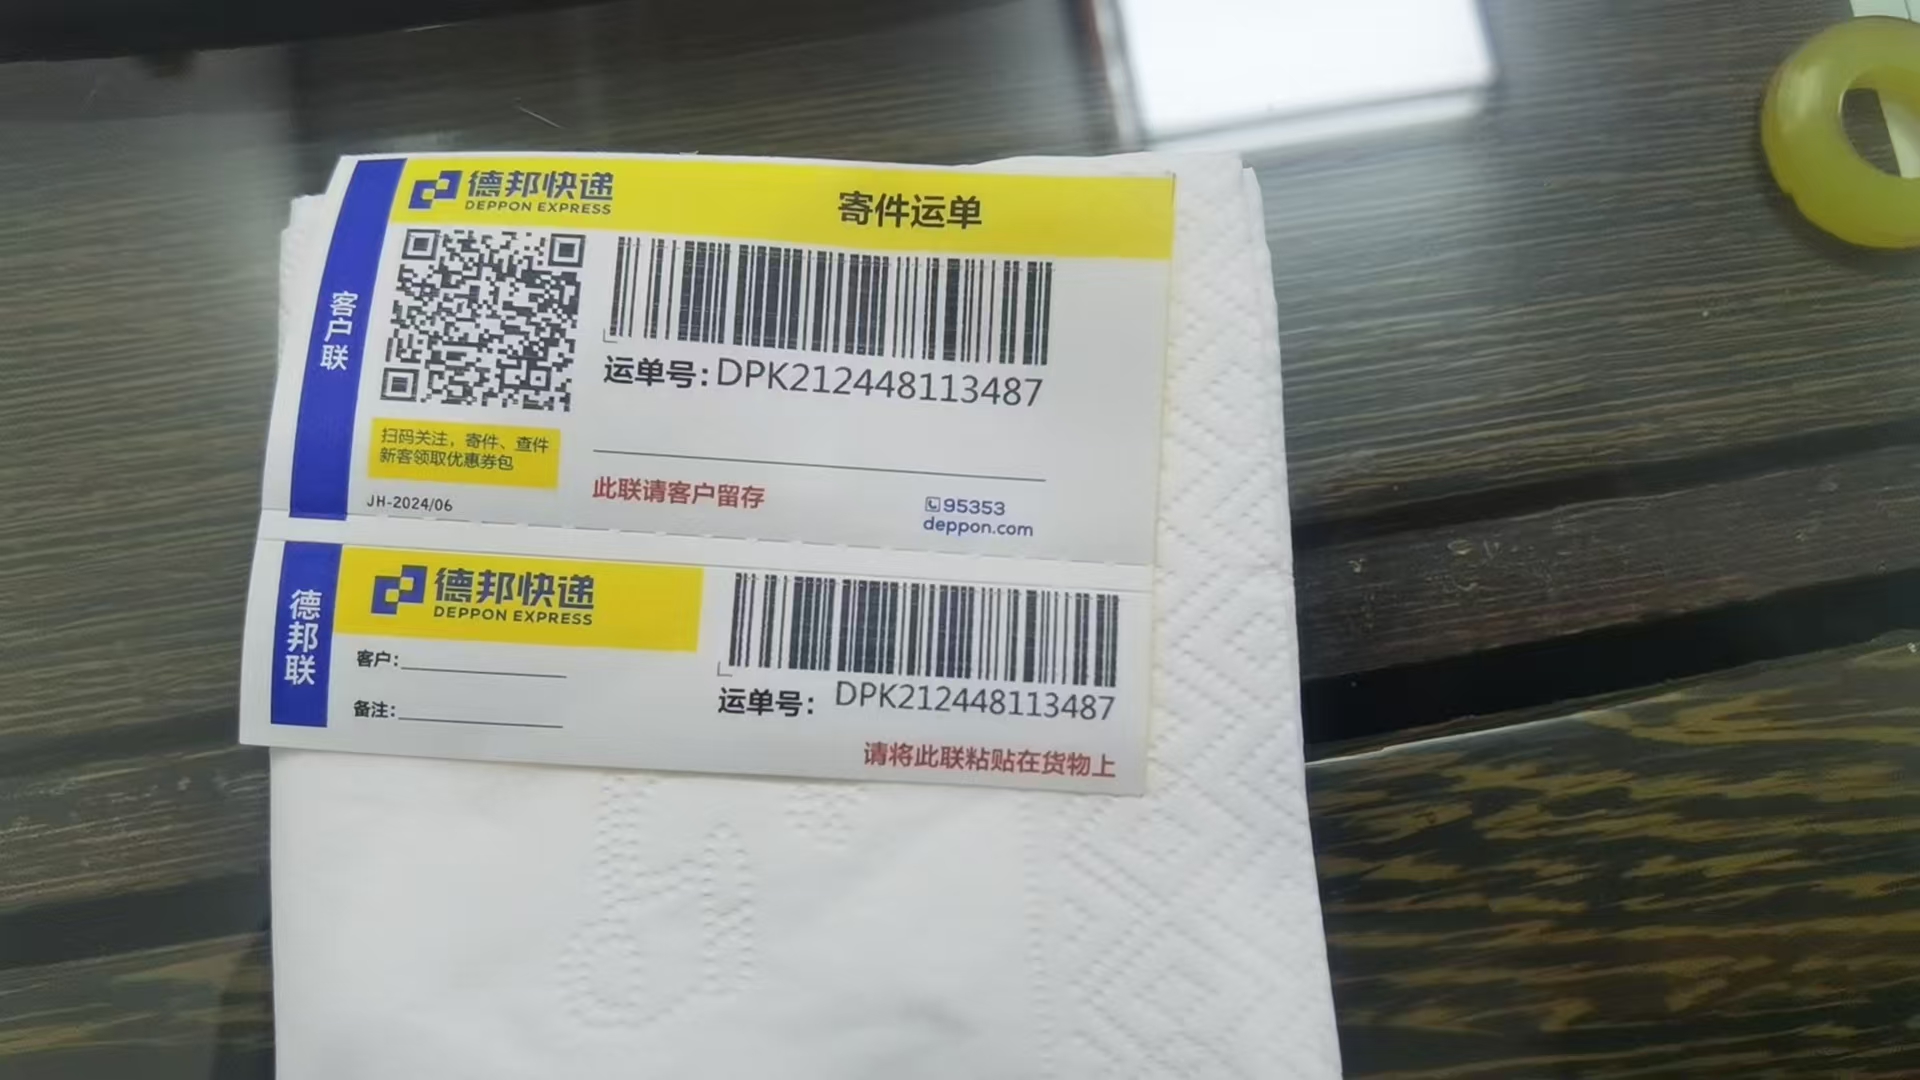 德邦快递
DEPPON EXPRESS
寄件运单
客户联
运单号:DPK212448113487
扫码关注，寄件、查件
新客领取优惠券包
JH-2024/06
此联请客户留存
95353
deppon.com
德邦联
德邦快递
DEPPON EXPRESS
客户:
备注:
运单号: DPK212448113487
请将此联粘贴在货物上